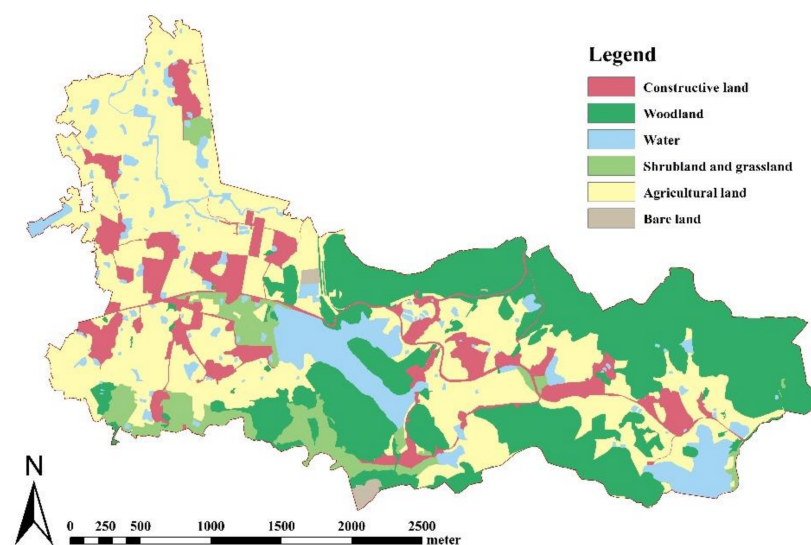 Legend
Constructive land
Woodland
Water
Shrubland and grassland
Agricultural land
Bare land
N
0 250 500 1000 1500 2000 2500
meter